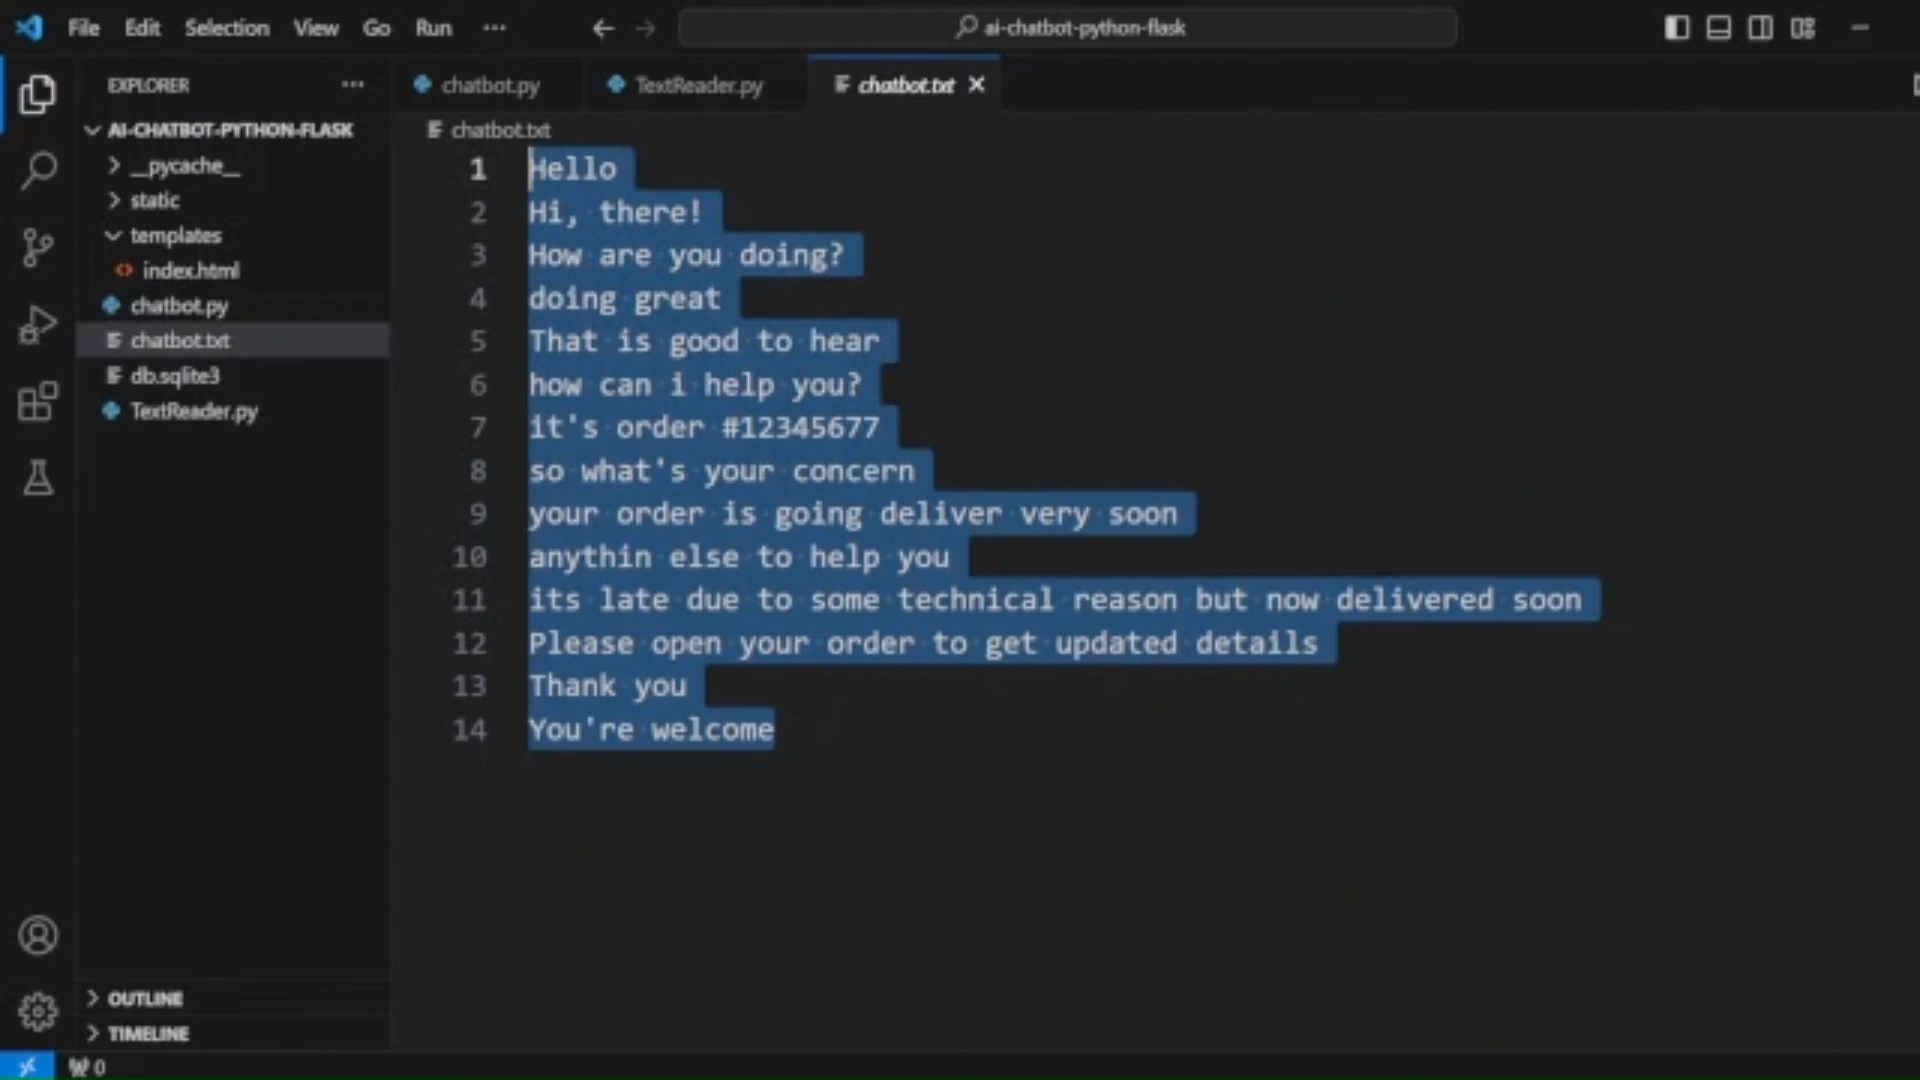 File Edit Selection View Go Run ...
ai-chatbot-python-flask
EXPLORER ...
chatbot.py TextReader.py chatbot.txt
AI-CHATBOT-PYTHON-FLASK
__pycache__
static
templates
index.html
chatbot.py
chatbot.txt
db.sqlite3
TextReader.py
OUTLINE
TIMELINE
0
chatbot.txt
1 Hello
2 Hi, there!
3 How are you doing?
4 doing great
5 That is good to hear
6 how can i help you?
7 it's order #12345677
8 so what's your concern
9 your order is going deliver very soon
10 anythin else to help you
11 its late due to some technical reason but now delivered soon
12 Please open your order to get updated details
13 Thank you
14 You're welcome